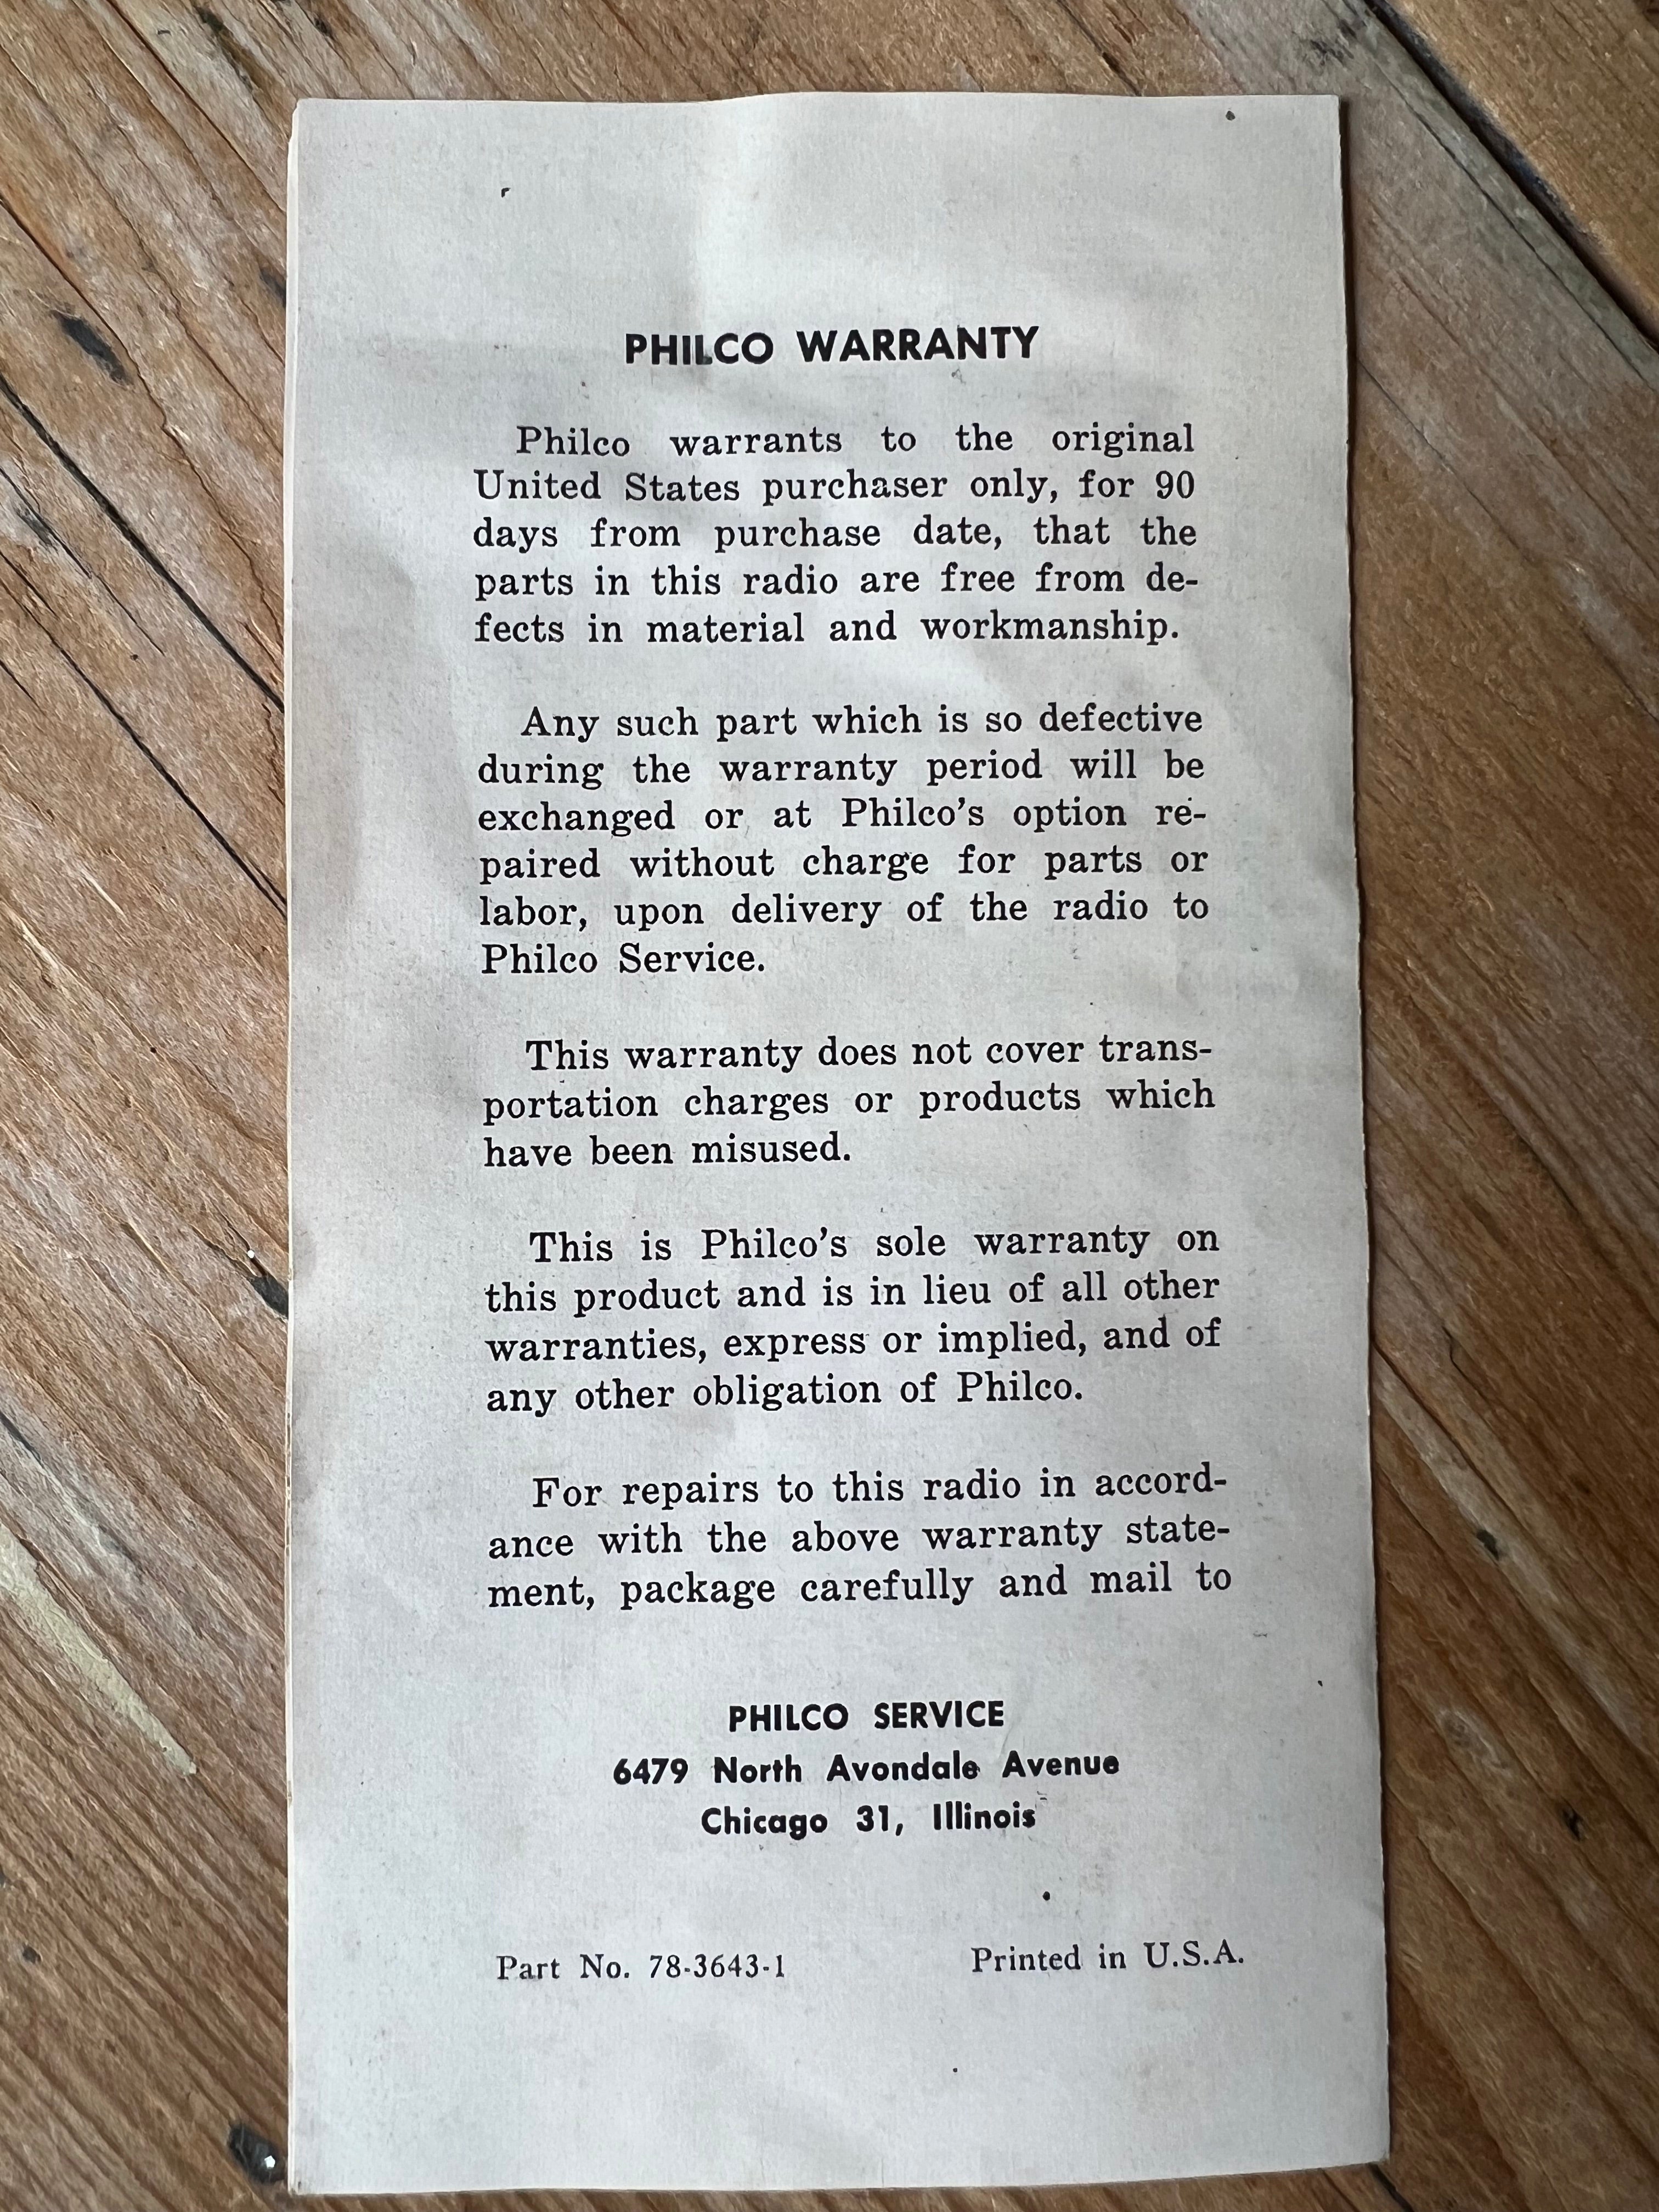 PHILCO WARRANTY
Philco warrants to the original
United States purchaser only, for 90
days from purchase date, that the
parts in this radio are free from de-
fects in material and workmanship.
Any such part which is so defective
during the warranty period will be
exchanged or at Philco's option re-
paired without charge for parts or
labor, upon delivery of the radio to
Philco Service.
This warranty does not cover trans-
portation charges or products which
have been misused.
This is Philco's sole warranty on
this product and is in lieu of all other
warranties, express or implied, and of
any other obligation of Philco.
For repairs to this radio in accord-
ance with the above warranty state-
ment, package carefully and mail to
PHILCO SERVICE
6479 North Avondale Avenue
Chicago 31, Illinois
Part No. 78-3643-1 Printed in U.S.A.